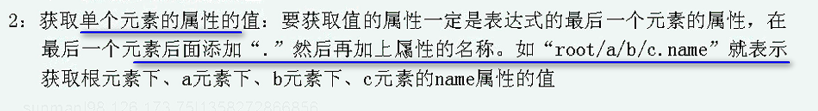 2：获取单个元素的属性的值：要获取值的属性一定是表达式的最后一个元素的属性，在
最后一个元素后面添加“.”然后再加上属性的名称。如“root/a/b/c.name”就表示
获取根元素下、a元素下、b元素下、c元素的name属性的值